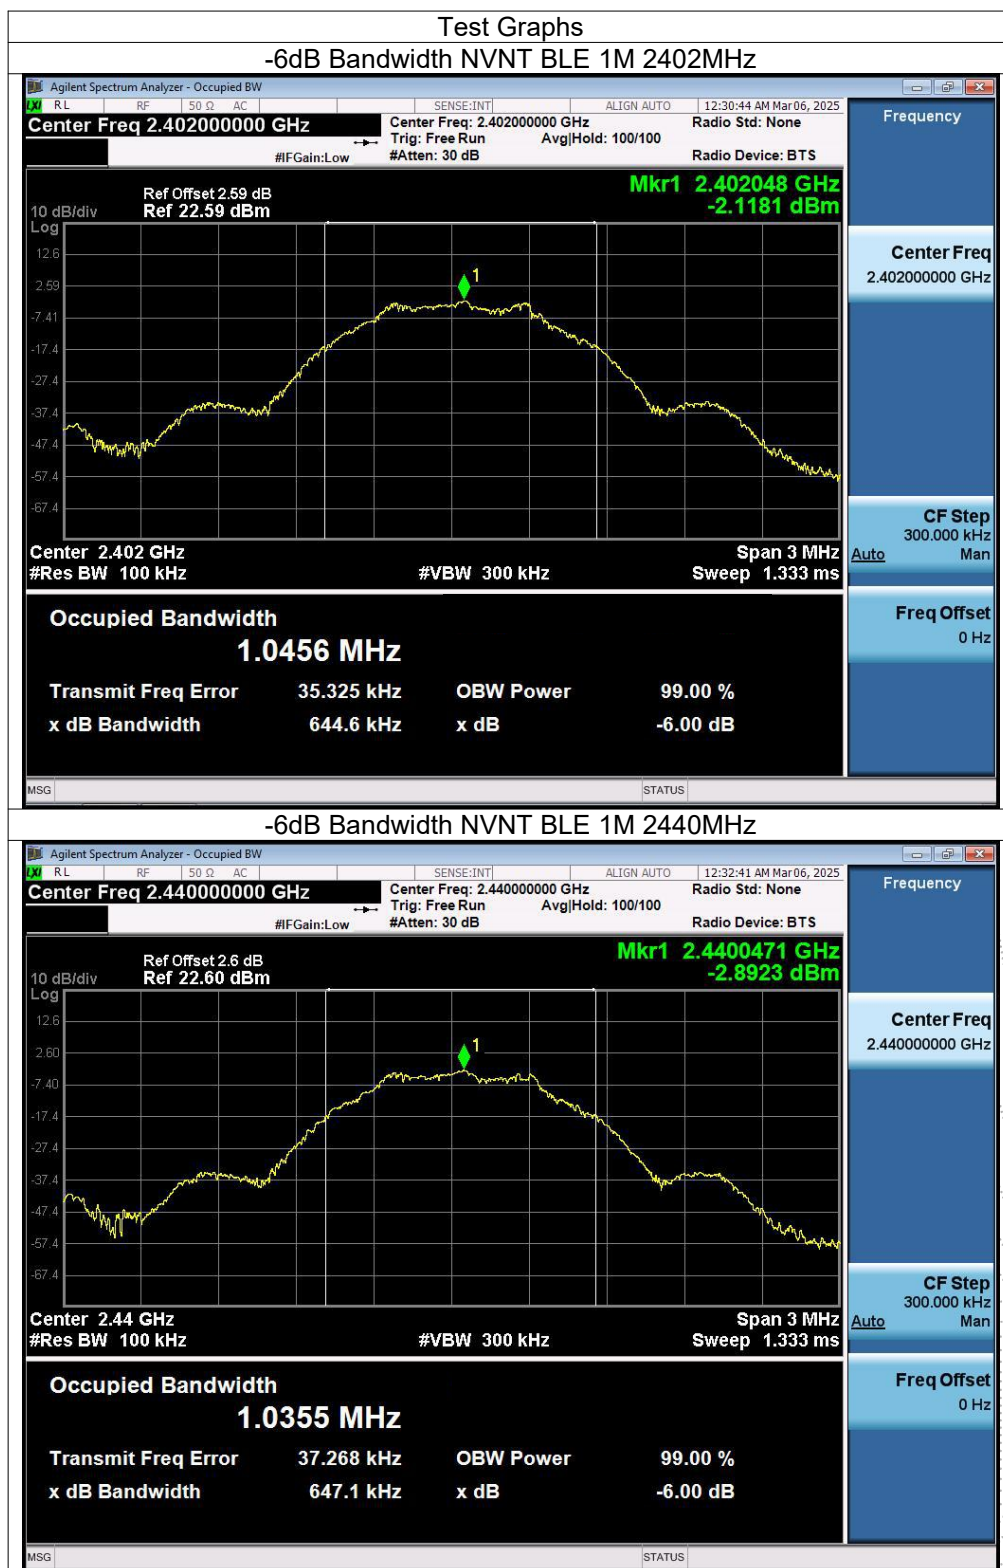 Test Graphs
-6dB Bandwidth NVNT BLE 1M 2402MHz
Agilent Spectrum Analyzer - Occupied BW
LXI RL RF 50 Ω AC SENSE:INT ALIGN AUTO 12:30:44 AM Mar 06, 2025
Center Freq 2.402000000 GHz Center Freq: 2.402000000 GHz Radio Std: None
Trig: Free Run Avg|Hold: 100/100
#IFGain:Low #Atten: 30 dB Radio Device: BTS
Mkr1 2.402048 GHz
-2.1181 dBm
Ref Offset 2.59 dB
10 dB/div Ref 22.59 dBm
Log
12.6
2.59
-7.41
-17.4
-27.4
-37.4
-47.4
-57.4
-67.4
1
Center 2.402 GHz Span 3 MHz
#Res BW 100 kHz #VBW 300 kHz Sweep 1.333 ms
Occupied Bandwidth
1.0456 MHz
Transmit Freq Error 35.325 kHz OBW Power 99.00 %
x dB Bandwidth 644.6 kHz x dB -6.00 dB
MSG STATUS
Frequency
Center Freq
2.402000000 GHz
CF Step
300.000 kHz
Auto Man
Freq Offset
0 Hz
-6dB Bandwidth NVNT BLE 1M 2440MHz
Agilent Spectrum Analyzer - Occupied BW
LXI RL RF 50 Ω AC SENSE:INT ALIGN AUTO 12:32:41 AM Mar 06, 2025
Center Freq 2.440000000 GHz Center Freq: 2.440000000 GHz Radio Std: None
Trig: Free Run Avg|Hold: 100/100
#IFGain:Low #Atten: 30 dB Radio Device: BTS
Mkr1 2.4400471 GHz
-2.8923 dBm
Ref Offset 2.6 dB
10 dB/div Ref 22.60 dBm
Log
12.6
2.60
-7.40
-17.4
-27.4
-37.4
-47.4
-57.4
-67.4
1
Center 2.44 GHz Span 3 MHz
#Res BW 100 kHz #VBW 300 kHz Sweep 1.333 ms
Occupied Bandwidth
1.0355 MHz
Transmit Freq Error 37.268 kHz OBW Power 99.00 %
x dB Bandwidth 647.1 kHz x dB -6.00 dB
MSG STATUS
Frequency
Center Freq
2.440000000 GHz
CF Step
300.000 kHz
Auto Man
Freq Offset
0 Hz